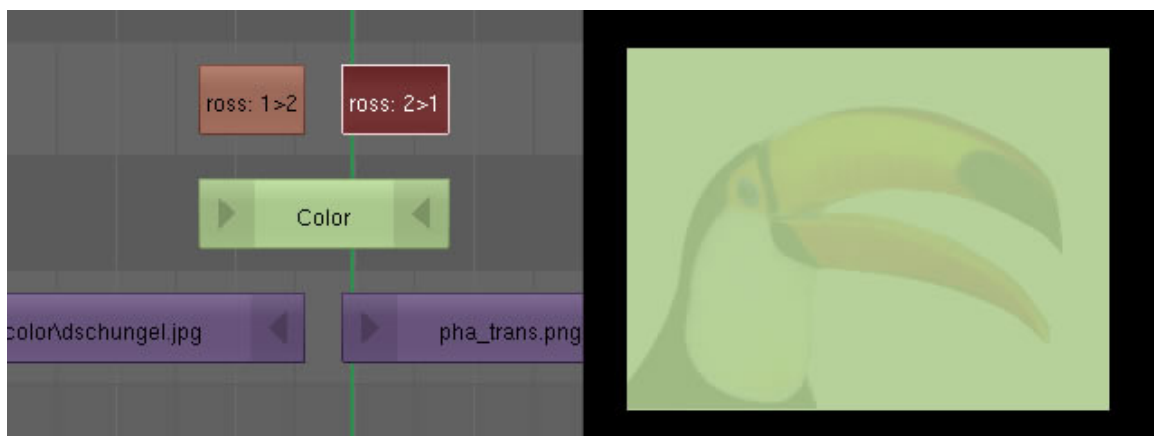 ross: 1>2
ross: 2>1
Color
color\dschungel.jpg
pha_trans.png